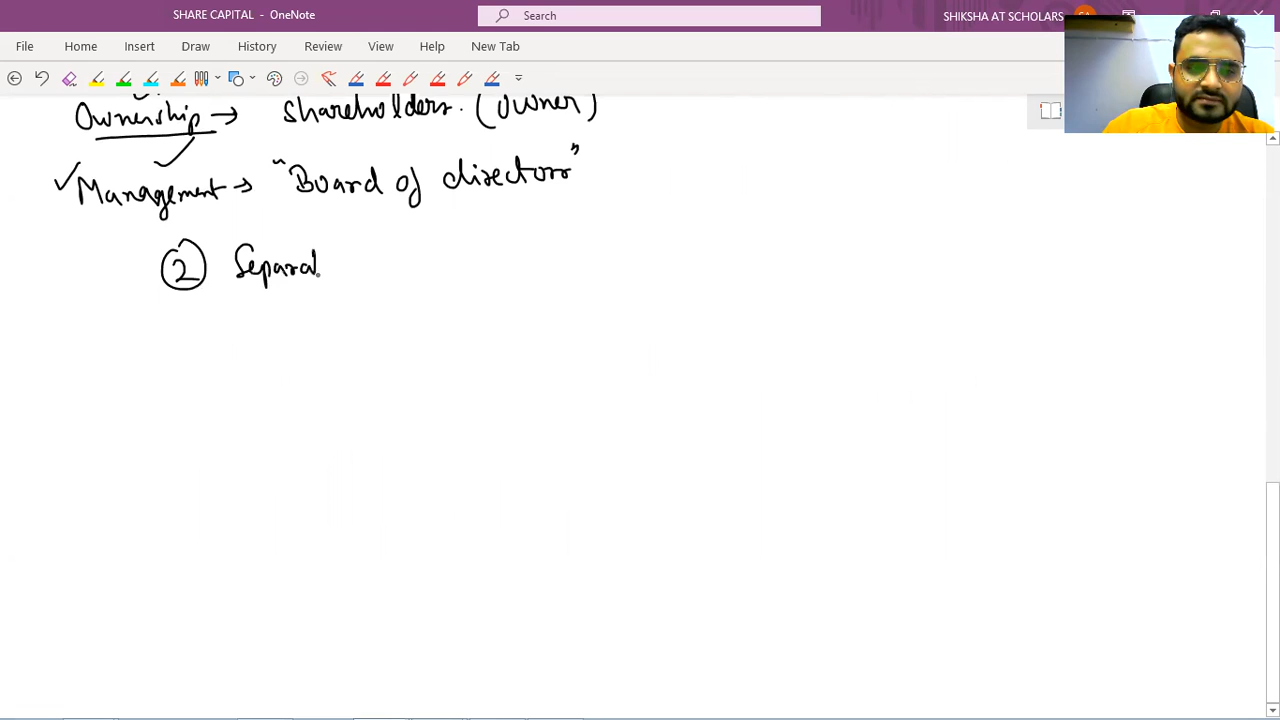 SHARE CAPITAL - OneNote
Search
SHIKSHA AT SCHOLARS
File Home Insert Draw History Review View Help New Tab
Ownership → Shareholders. (owner)
Management → "Board of directors"
2 Separat